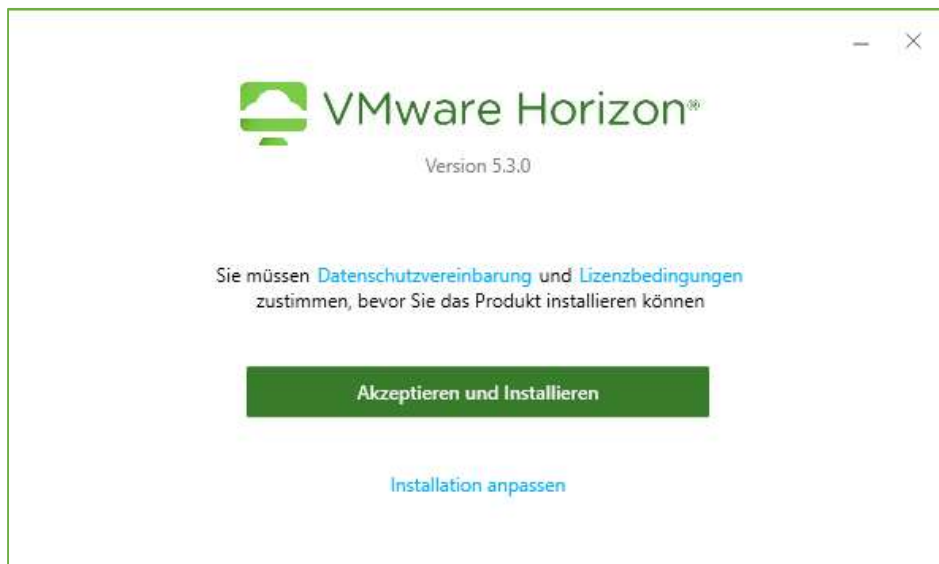 VMware Horizon®
Version 5.3.0
Sie müssen Datenschutzvereinbarung und Lizenzbedingungen
zustimmen, bevor Sie das Produkt installieren können
Akzeptieren und Installieren
Installation anpassen